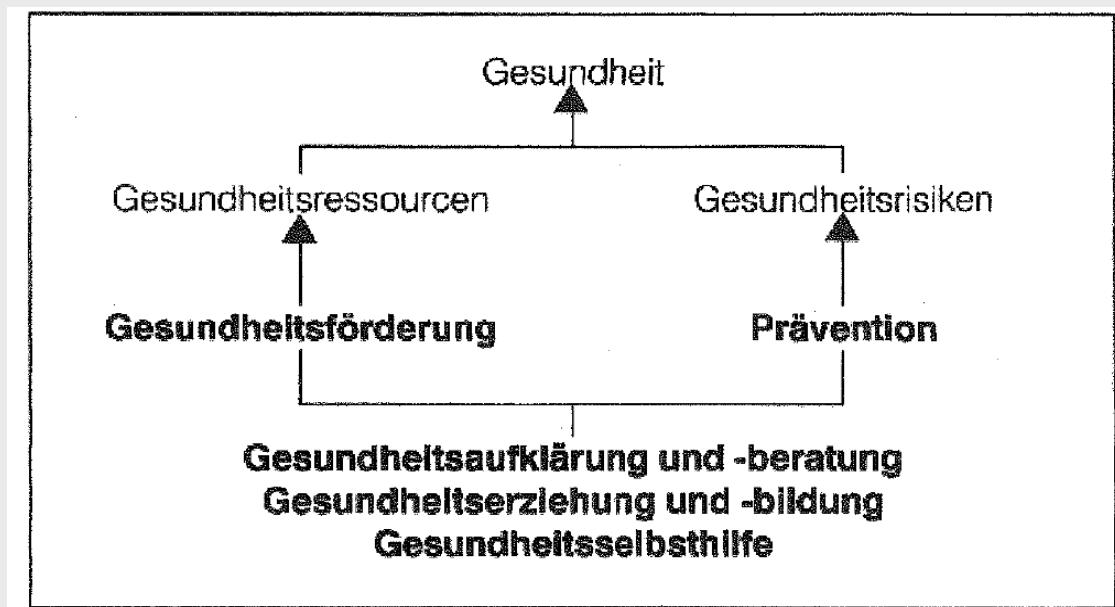 Gesundheit
Gesundheitsressourcen Gesundheitsrisiken
Gesundheitsförderung Prävention
Gesundheitsaufklärung und -beratung
Gesundheitserziehung und -bildung
Gesundheitsselbsthilfe